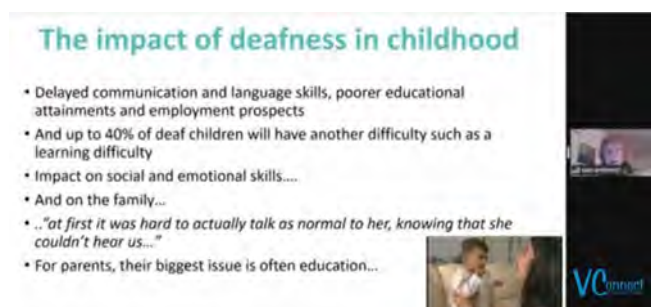 The impact of deafness in childhood
• Delayed communication and language skills, poorer educational
attainments and employment prospects
• And up to 40% of deaf children will have another difficulty such as a
learning difficulty
• Impact on social and emotional skills....
• And on the family...
• .."at first it was hard to actually talk as normal to her, knowing that she
couldn't hear us..."
• For parents, their biggest issue is often education...
VConnect